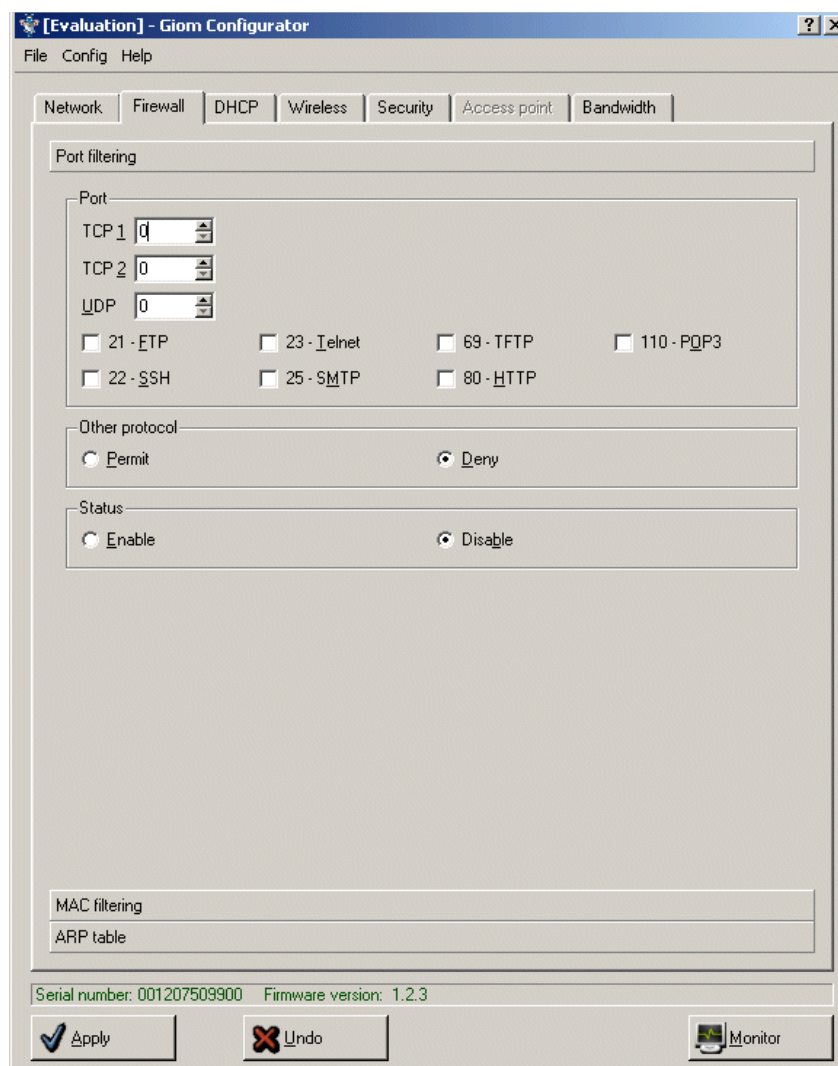 [Evaluation] - Giom Configurator
File Config Help
Network Firewall DHCP Wireless Security Access point Bandwidth
Port filtering
Port
TCP 1 0
TCP 2 0
UDP 0
21 - FTP 23 - Telnet 69 - TFTP 110 - POP3
22 - SSH 25 - SMTP 80 - HTTP
Other protocol
Permit Deny
Status
Enable Disable
MAC filtering
ARP table
Serial number: 001207509900 Firmware version: 1.2.3
Apply Undo Monitor